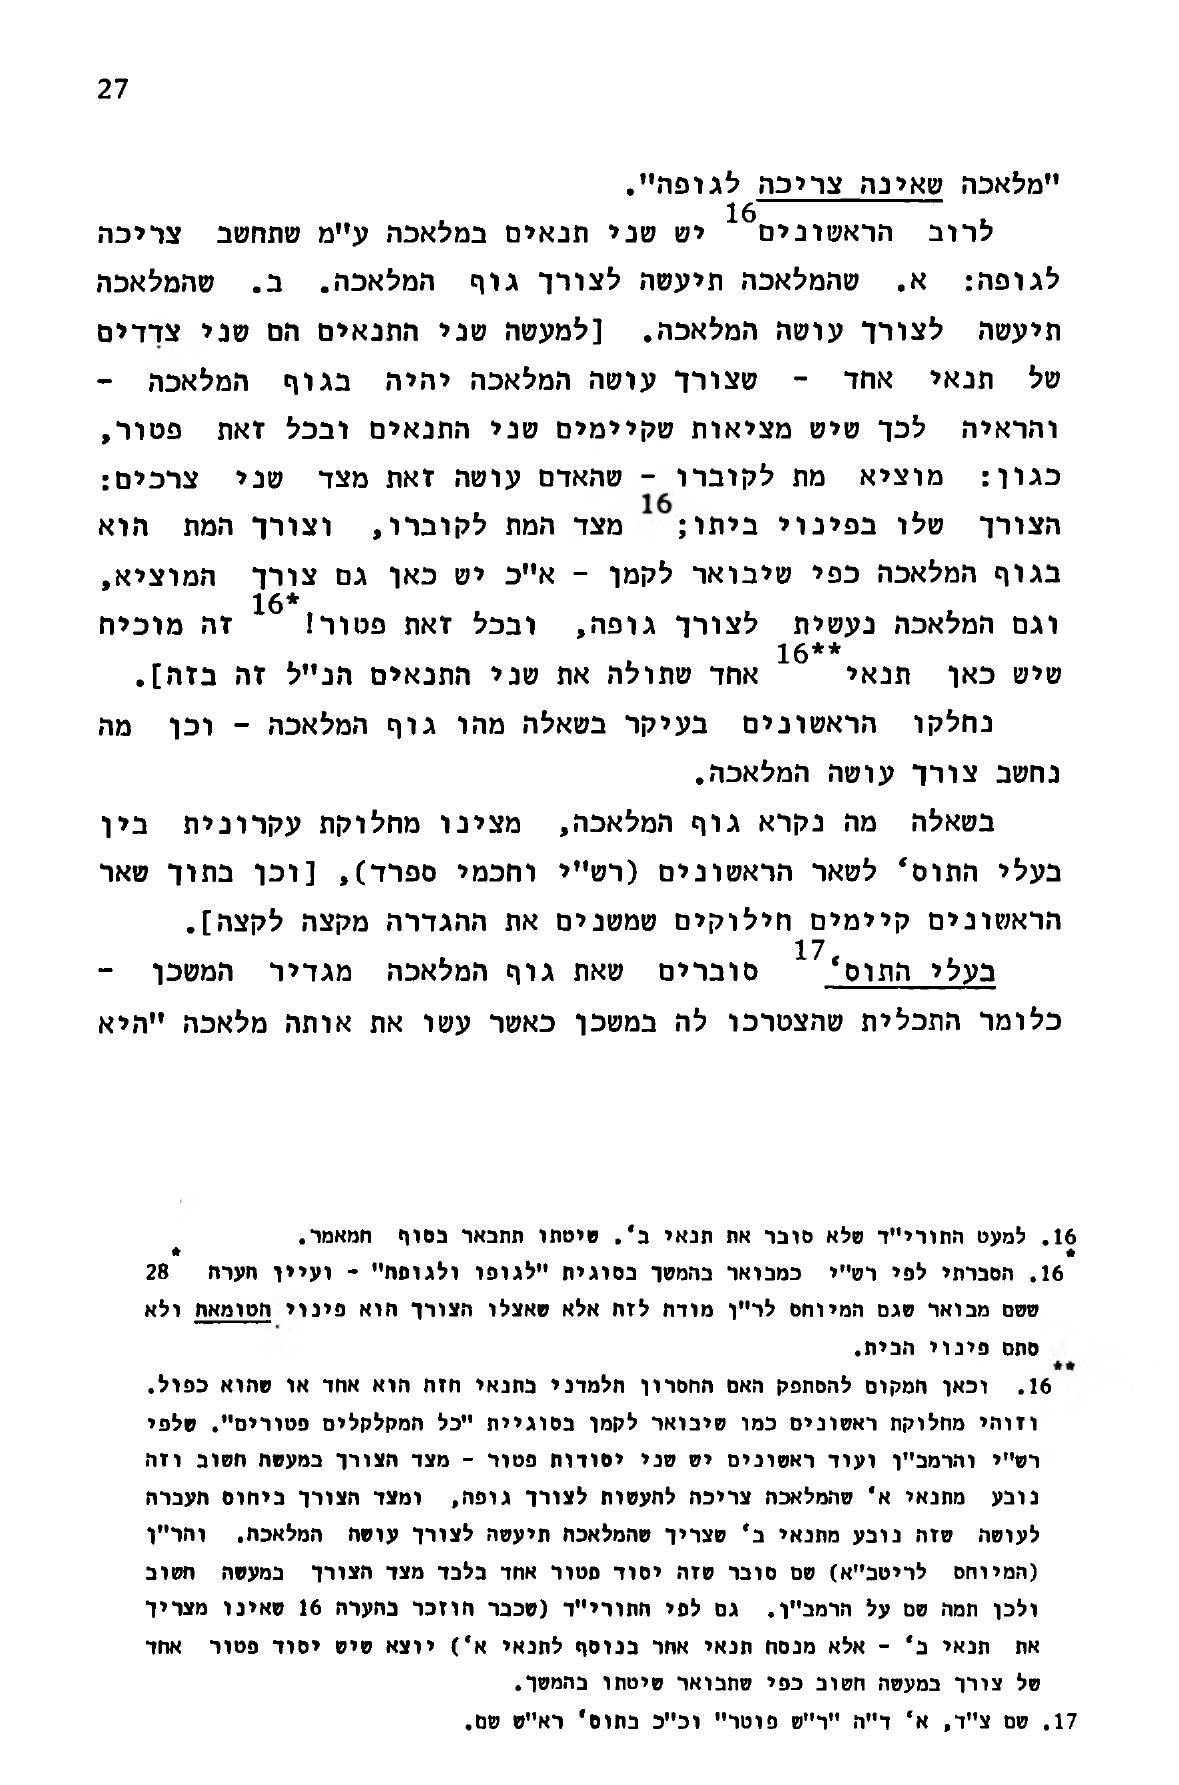 27
"מלאכה שאינה צריכה לגופה".
לרוב הראשונים16 יש שני תנאים במלאכה ע"מ שתחשב צריכה
לגופה: א. שהמלאכה תיעשה לצורך גוף המלאכה. ב. שהמלאכה
תיעשה לצורך עושה המלאכה. [למעשה שני התנאים הם שני צדדים
של תנאי אחד - שצורך עושה המלאכה יהיה בגוף המלאכה -
והראיה לכך שיש מציאות שקיימים שני התנאים ובכל זאת פטור,
כגון: מוציא מת לקוברו - שהאדם עושה זאת מצד שני צרכים:
הצורך שלו בפינוי ביתו;16 מצד המת לקוברו, וצורך המת הוא
בגוף המלאכה כפי שיבואר לקמן - א"כ יש כאן גם צורך המוציא,
וגם המלאכה נעשית לצורך גופה, ובכל זאת פטור!16* זה מוכיח
שיש כאן תנאי16** אחד שתולה את שני התנאים הנ"ל זה בזה].
נחלקו הראשונים בעיקר בשאלה מהו גוף המלאכה - וכן מה
נחשב צורך עושה המלאכה.
בשאלה מה נקרא גוף המלאכה, מצינו מחלוקת עקרונית בין
בעלי התוס' לשאר הראשונים (רש"י וחכמי ספרד), [וכן בתוך שאר
הראשונים קיימים חילוקים שמשנים את ההגדרה מקצה לקצה].
בעלי התוס'17 סוברים שאת גוף המלאכה מגדיר המשכן -
כלומר התכלית שהצטרכו לה במשכן כאשר עשו את אותה מלאכה "היא
16. למעט התורי"ד שלא סובר את תנאי ב'. שיטתו תתבאר בסוף המאמר.
16*. הסברתי לפי רש"י כמבואר בהמשך בסוגית "לגופו ולגופה" - ועיין הערה 28*
ששם מבואר שגם המיוחס לר"ן מודה לזה אלא שאצלו הצורך הוא פינוי הטומאה ולא
סתם פינוי הבית.
16**. וכאן המקום להסתפק האם החסרון הלמדני בתנאי הזה הוא אחד או שהוא כפול.
וזוהי מחלוקת ראשונים כמו שיבואר לקמן בסוגיית "כל המקלקלים פטורים". שלפי
רש"י והרמב"ן ועוד ראשונים יש שני יסודות פטור - מצד הצורך במעשה חשוב וזה
נובע מתנאי א' שהמלאכה צריכה להעשות לצורך גופה, ומצד הצורך ביחוס העברה
לעושה שזה נובע מתנאי ב' שצריך שהמלאכה תיעשה לצורך עושה המלאכה. והר"ן
(המיוחס לריטב"א) שם סובר שזה יסוד פטור אחד בלבד מצד הצורך במעשה חשוב
ולכן תמה שם על הרמב"ן. גם לפי התורי"ד (שכבר הוזכר בהערה 16 שאינו מצריך
את תנאי ב' - אלא מנסח תנאי אחר בנוסף לתנאי א') יוצא שיש יסוד פטור אחד
של צורך במעשה חשוב כפי שתבואר שיטתו בהמשך.
17. שם צ"ד, א' ד"ה "ר"ש פוטר" וכ"כ בתוס' רא"ש שם.